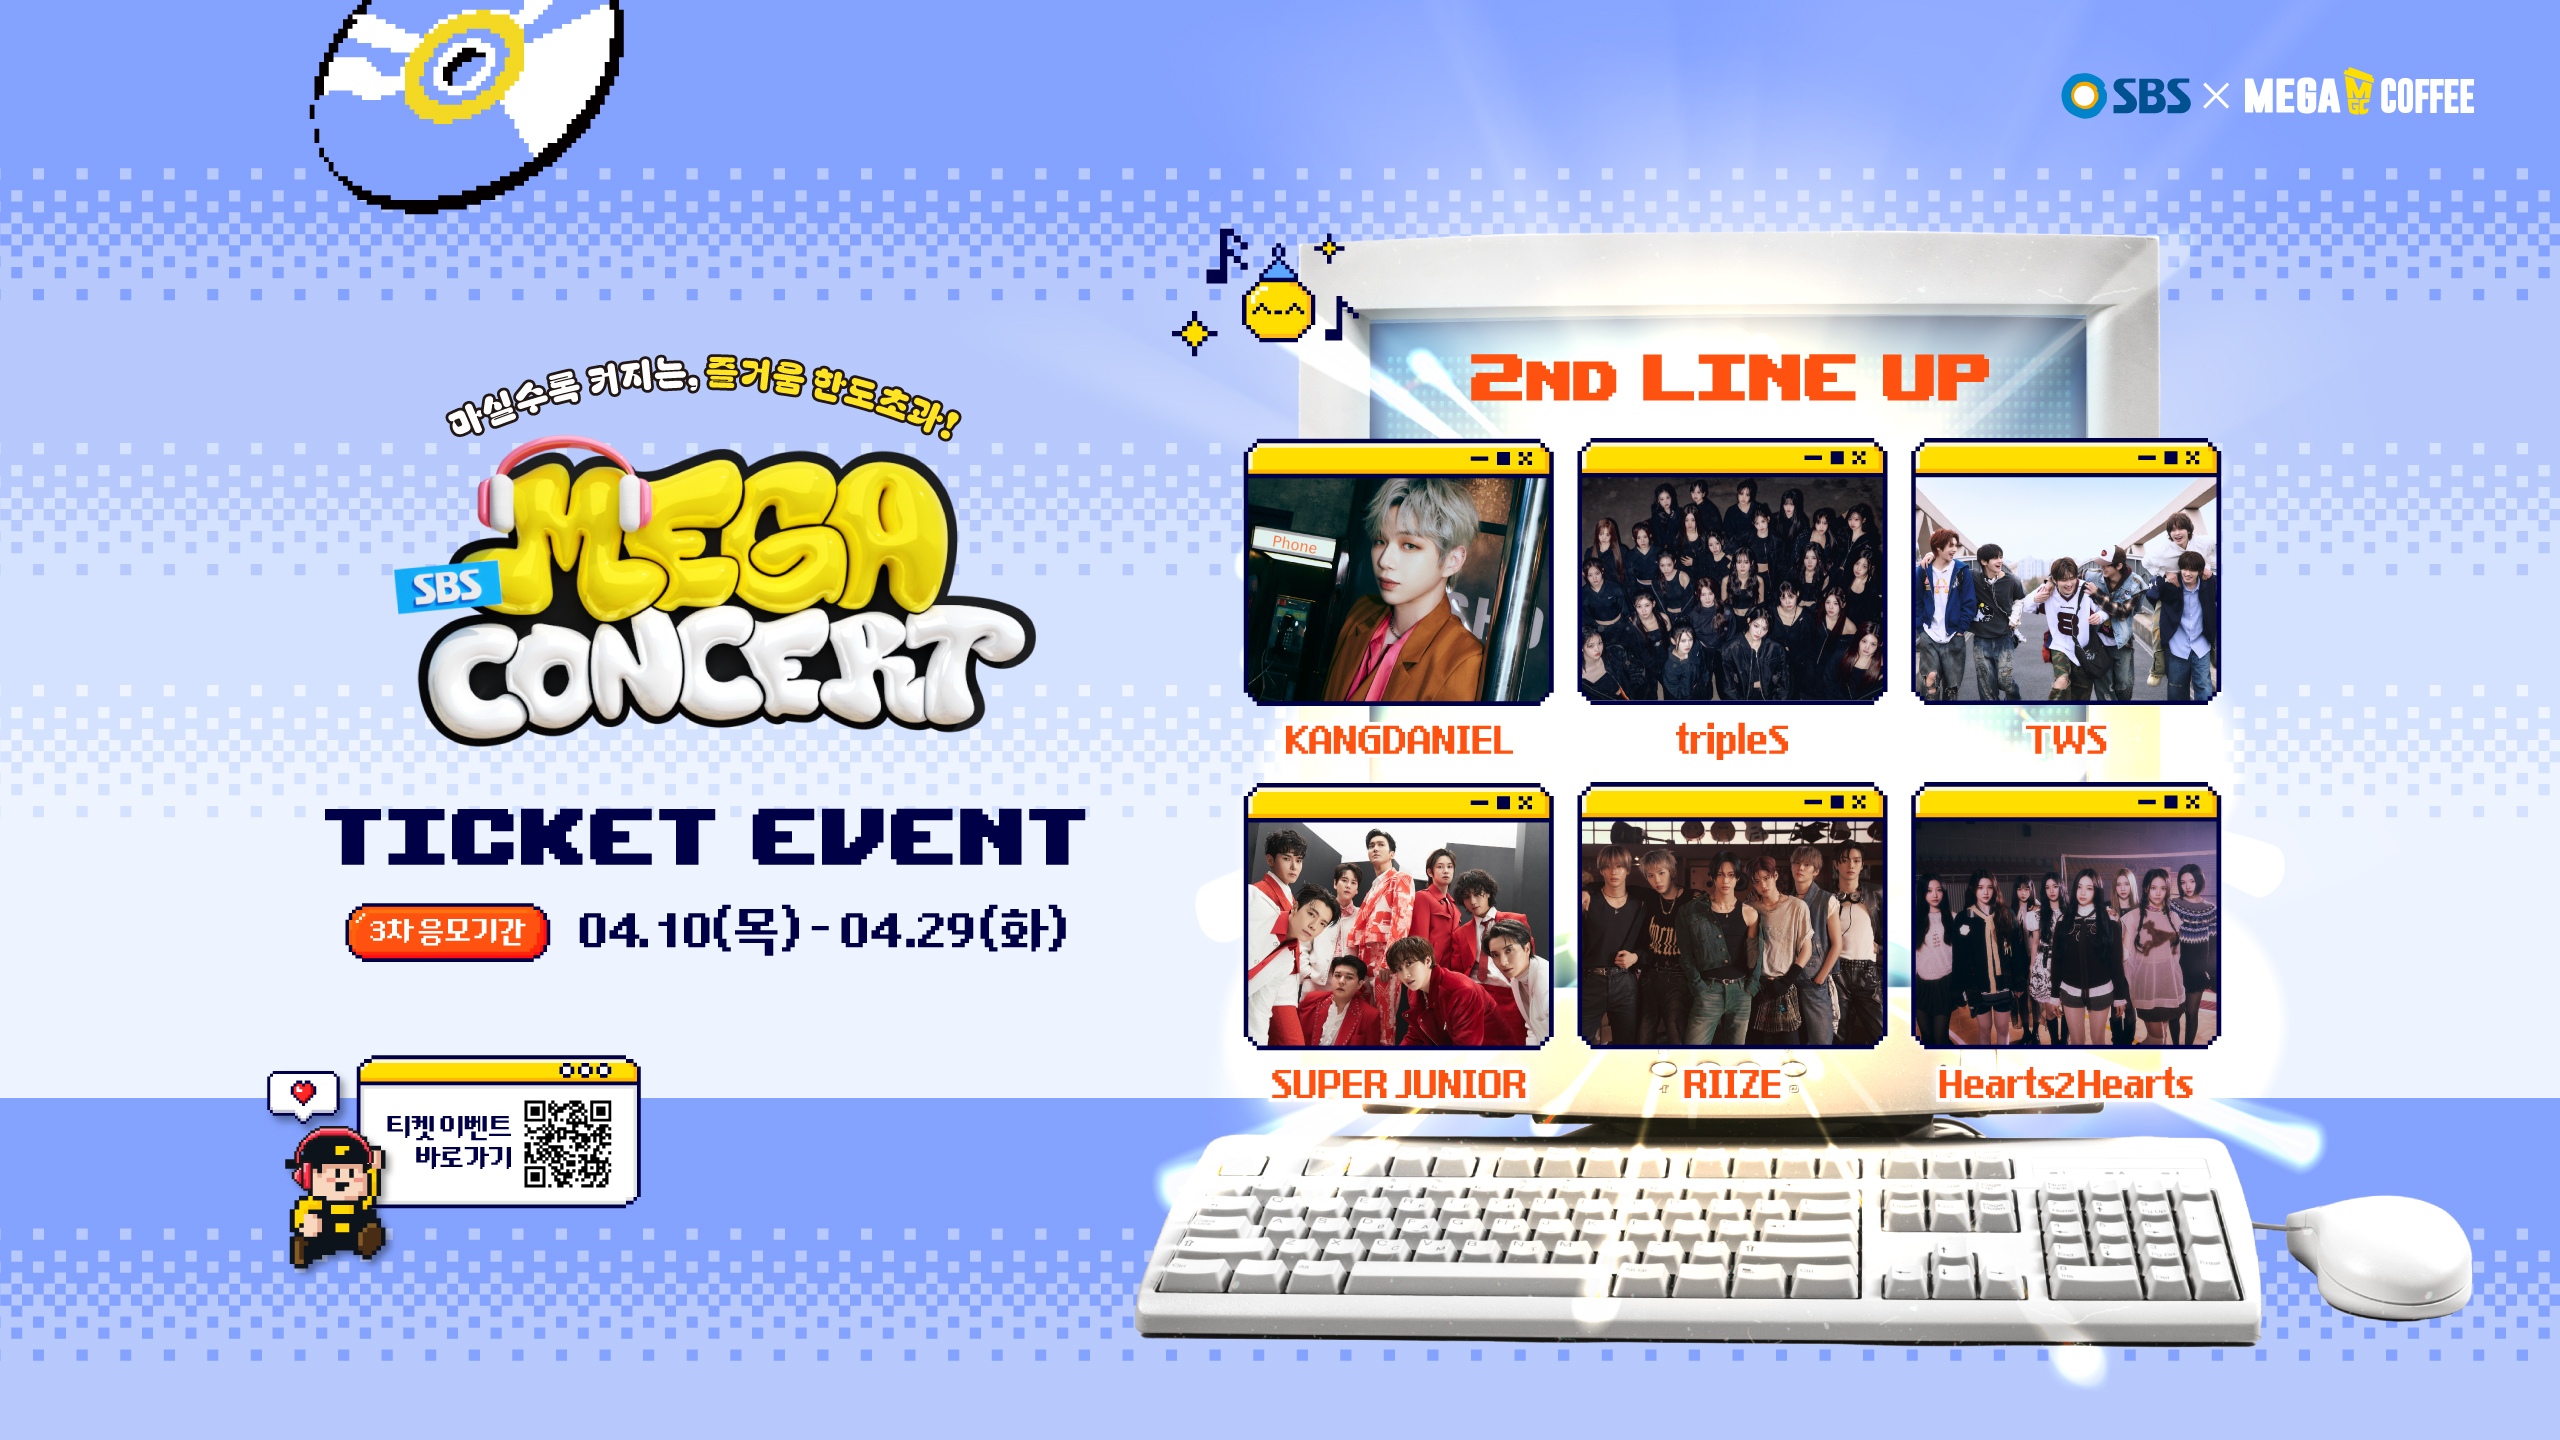 SBS × MEGA MGC COFFEE
마실수록 커지는, 즐거움 한도초과!
SBS
MEGA
CONCERT
TICKET EVENT
3차 응모기간 04.10(목) - 04.29(화)
티켓 이벤트
바로가기
2ND LINE UP
Phone
KANGDANIEL
tripleS
TWS
SUPER JUNIOR
RIIZE
Hearts2Hearts